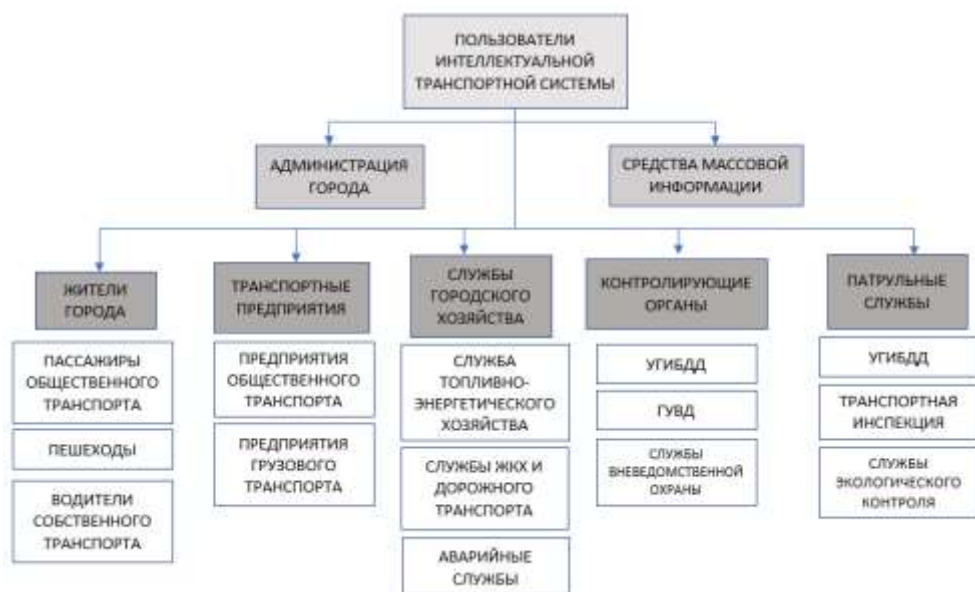 ПОЛЬЗОВАТЕЛИ
ИНТЕЛЛЕКТУАЛЬНОЙ
ТРАНСПОРТНОЙ СИСТЕМЫ
АДМИНИСТРАЦИЯ
ГОРОДА
СРЕДСТВА МАССОВОЙ
ИНФОРМАЦИИ
ЖИТЕЛИ
ГОРОДА
ПАССАЖИРЫ
ОБЩЕСТВЕННОГО
ТРАНСПОРТА
ПЕШЕХОДЫ
ВОДИТЕЛИ
СОБСТВЕННОГО
ТРАНСПОРТА
ТРАНСПОРТНЫЕ
ПРЕДПРИЯТИЯ
ПРЕДПРИЯТИЯ
ОБЩЕСТВЕННОГО
ТРАНСПОРТА
ПРЕДПРИЯТИЯ
ГРУЗОВОГО
ТРАНСПОРТА
СЛУЖБЫ
ГОРОДСКОГО
ХОЗЯЙСТВА
СЛУЖБА
ТОПЛИВНО-
ЭНЕРГЕТИЧЕСКОГО
ХОЗЯЙСТВА
СЛУЖБЫ ЖКХ И
ДОРОЖНОГО
ТРАНСПОРТА
АВАРИЙНЫЕ
СЛУЖБЫ
КОНТРОЛИРУЮЩИЕ
ОРГАНЫ
УГИБДД
ГУВД
СЛУЖБЫ
ВНЕВЕДОМСТВЕННОЙ
ОХРАНЫ
ПАТРУЛЬНЫЕ
СЛУЖБЫ
УГИБДД
ТРАНСПОРТНАЯ
ИНСПЕКЦИЯ
СЛУЖБЫ
ЭКОЛОГИЧЕСКОГО
КОНТРОЛЯ